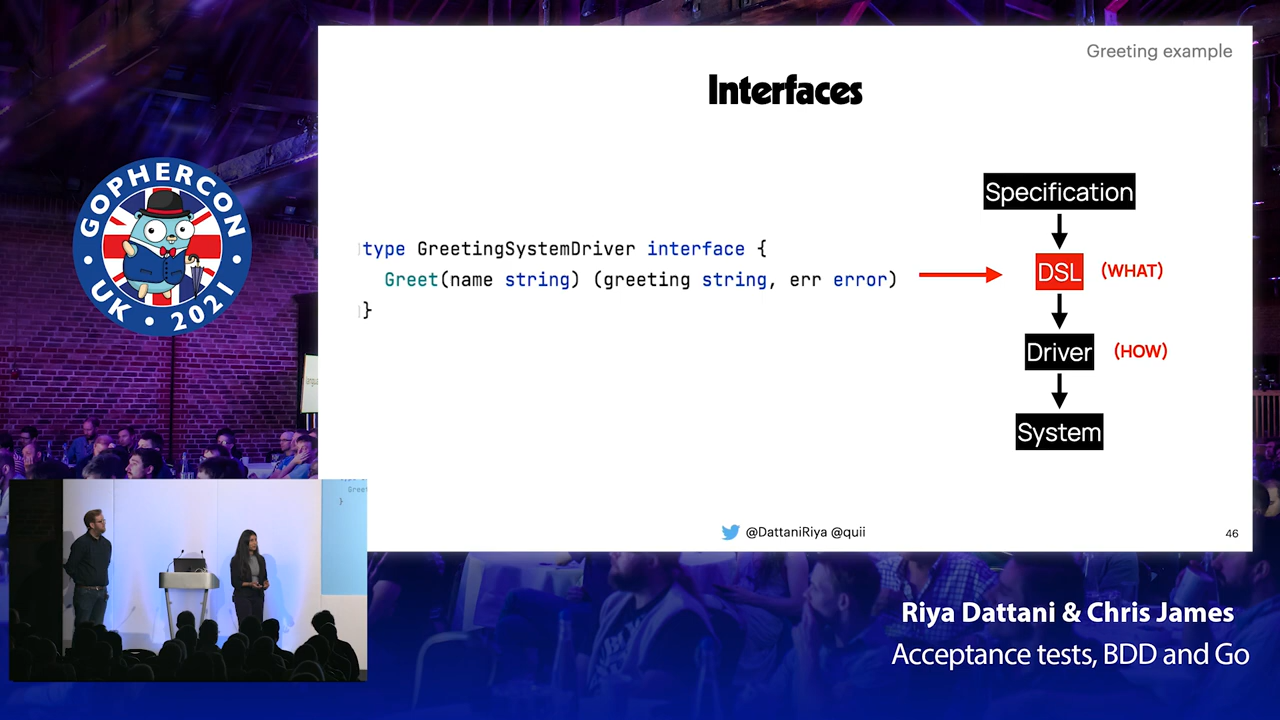 GOPHERCON
UK • 2021
Greeting example
Interfaces
type GreetingSystemDriver interface {
Greet(name string) (greeting string, err error)
}
Specification
DSL (WHAT)
Driver (HOW)
System
@DattaniRiya @quii
46
Greet
}
Riya Dattani & Chris James
Acceptance tests, BDD and Go